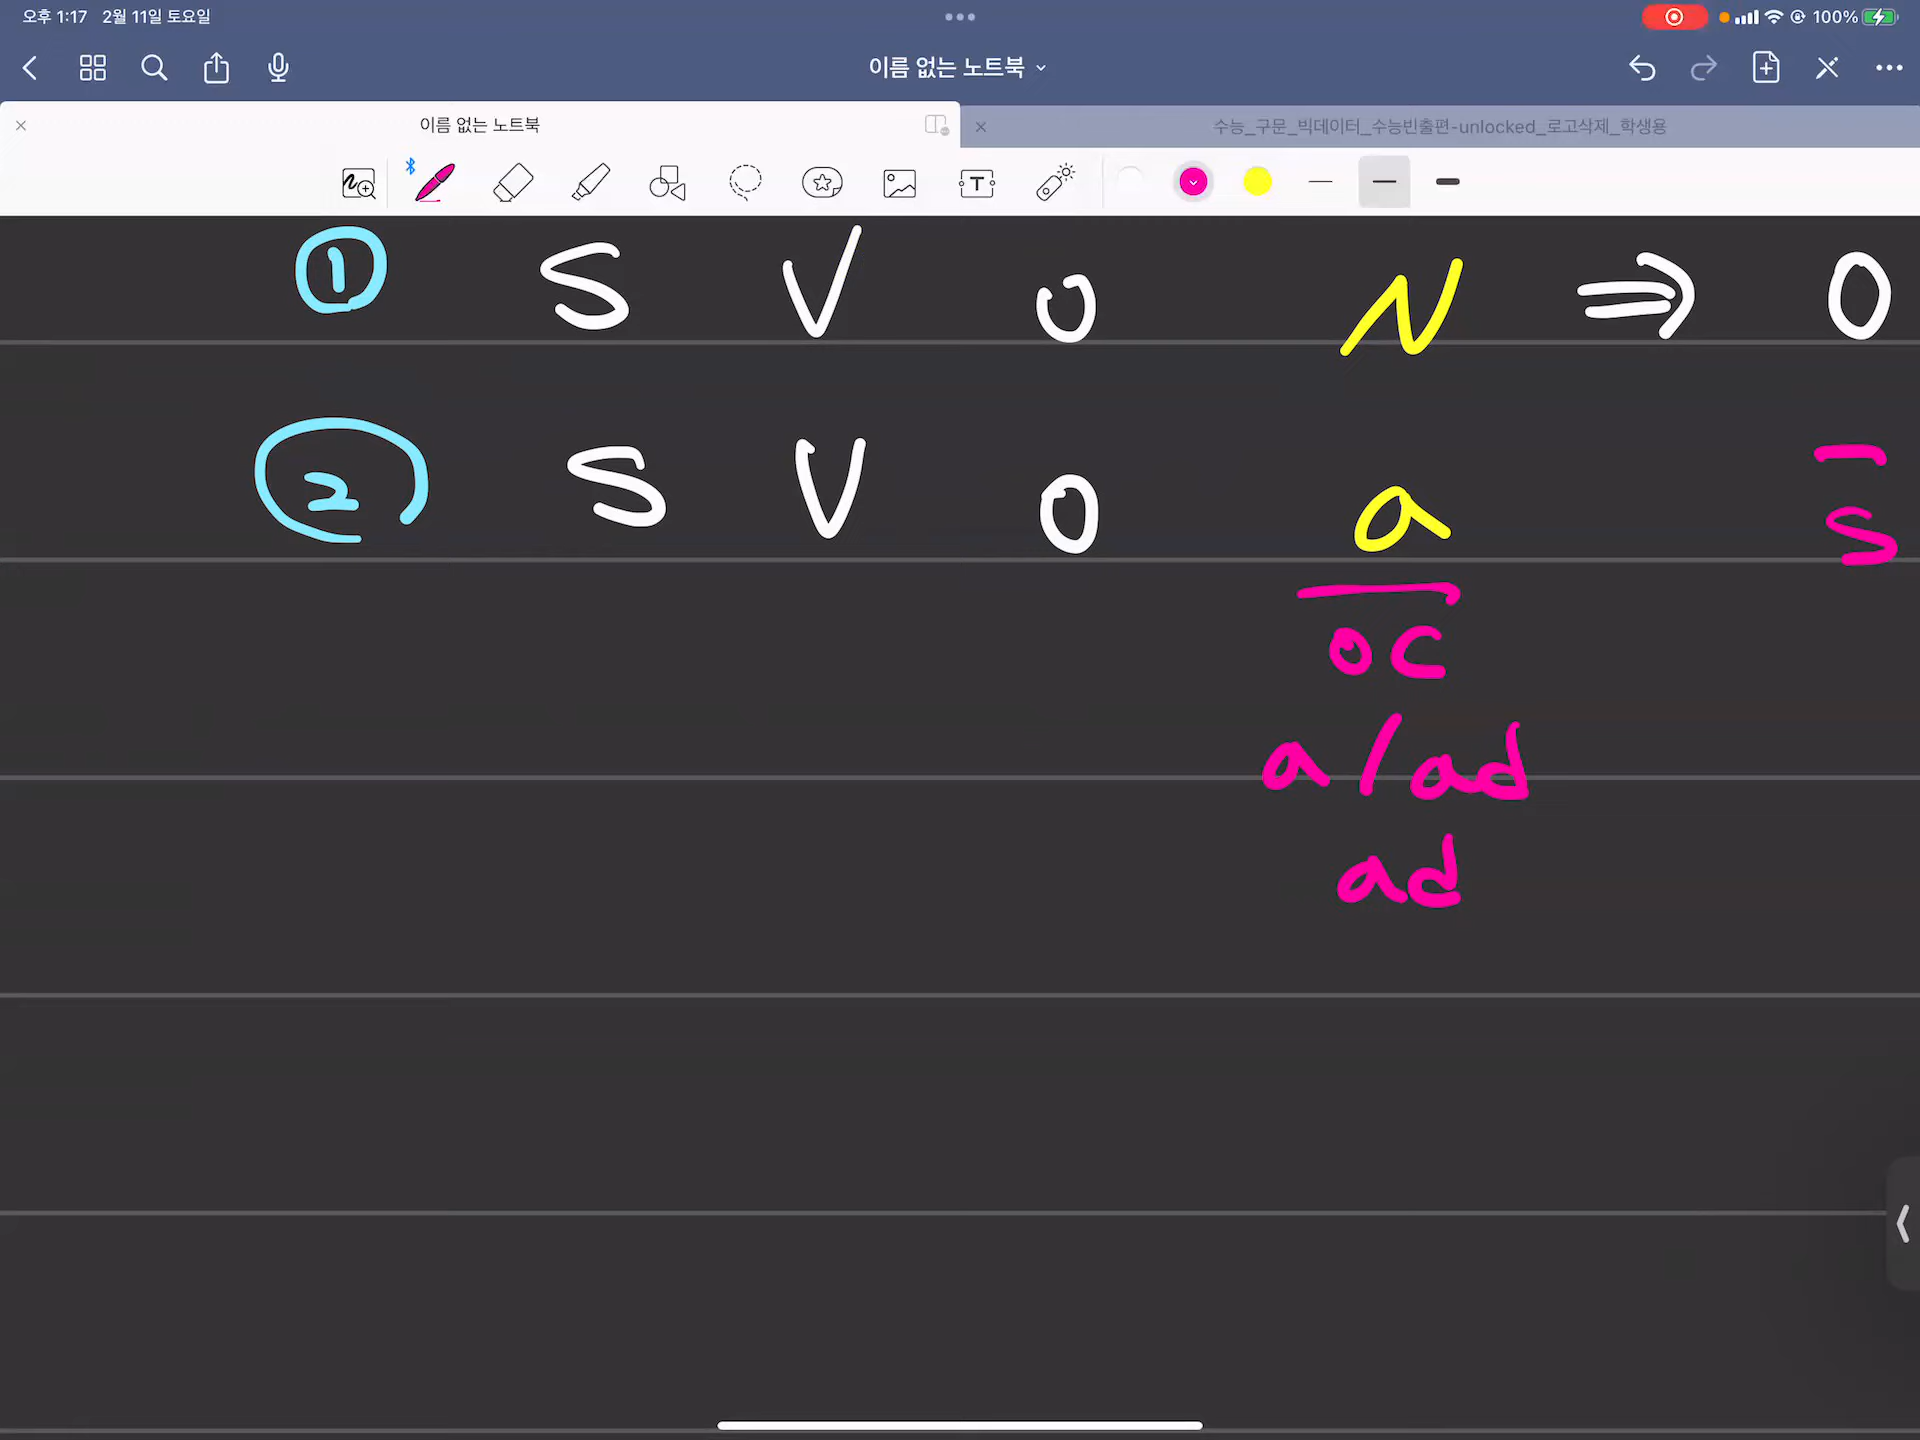 오후 1:17 2월 11일 토요일
100%
이름 없는 노트북
이름 없는 노트북
수능_구문_빅데이터_수능빈출편-unlocked_로고삭제_학생용
① S V O N ⇒ O
② S V O a
S
OC
a/ad
ad